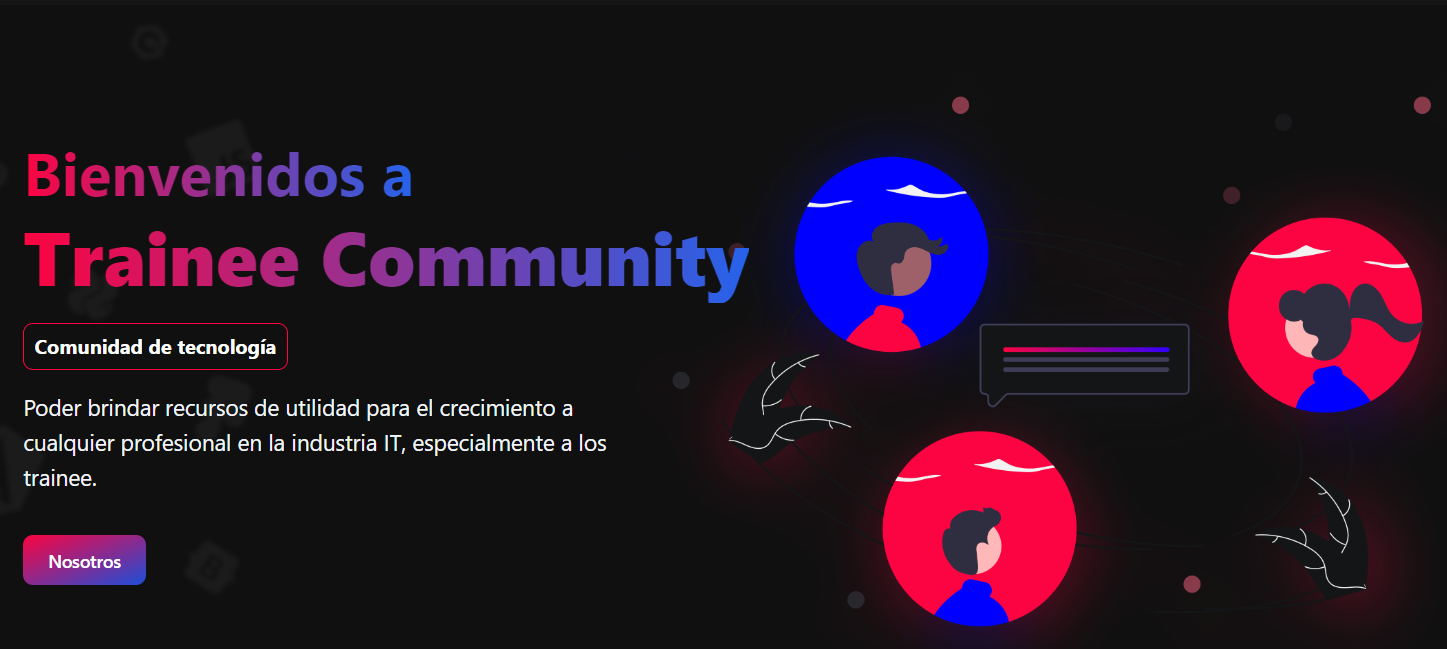 Bienvenidos a
Trainee Community
Comunidad de tecnología
Poder brindar recursos de utilidad para el crecimiento a
cualquier profesional en la industria IT, especialmente a los
trainee.
Nosotros